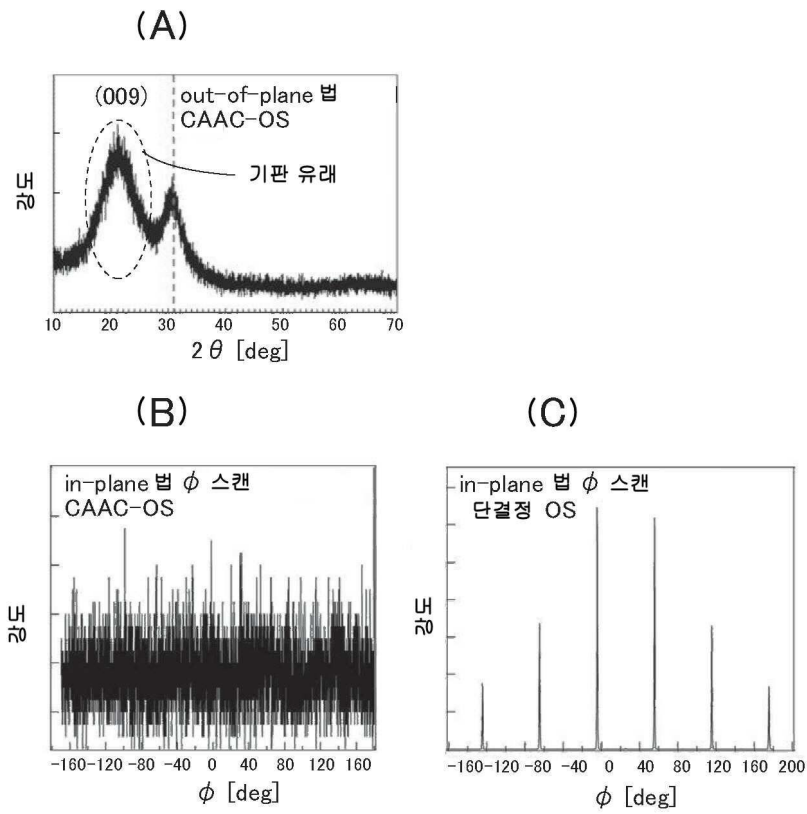 (A)
(009)
out-of-plane 법
CAAC-OS
기판 유래
강도
10 20 30 40 50 60 70
2θ [deg]
(B)
in-plane 법 φ 스캔
CAAC-OS
강도
-160 -120 -80 -40 0 40 80 120 160
φ [deg]
(C)
in-plane 법 φ 스캔
단결정 OS
강도
-160 -120 -80 -40 0 40 80 120 160 200
φ [deg]